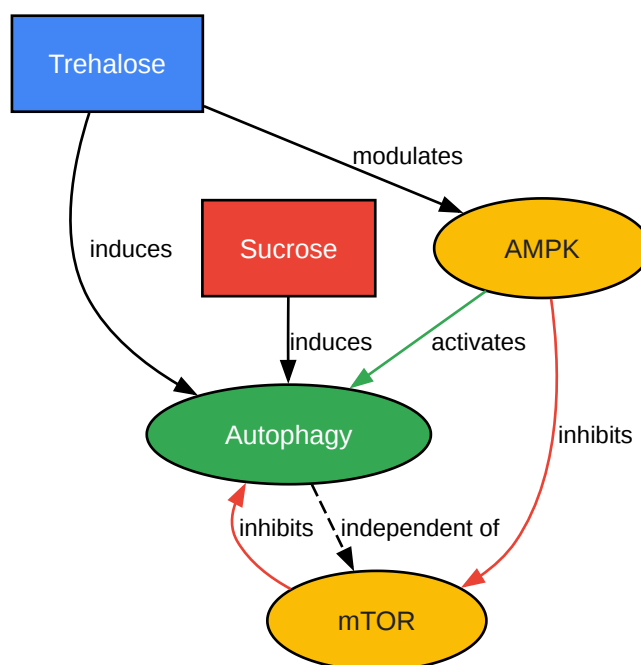 Trehalose
modulates
induces
Sucrose
AMPK
induces
activates
Autophagy
inhibits
inhibits
independent of
mTOR